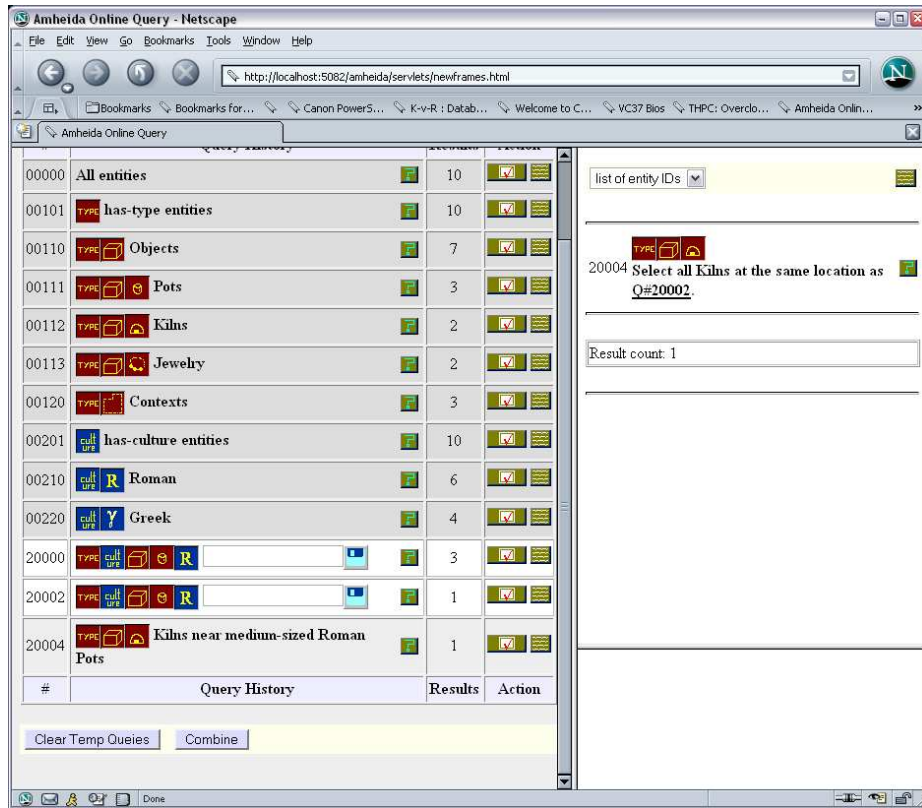 Amheida Online Query - Netscape
File Edit View Go Bookmarks Tools Window Help
http://localhost:5082/amheida/servlets/newframes.html
Bookmarks Bookmarks for... Canon PowerS... K-v-R : Datab... Welcome to C... VC37 Bios THPC: Overclo... Amheida Onlin... »
Amheida Online Query
# Query History Results Action
00000 All entities 10
00101 TYPE has-type entities 10
00110 TYPE Objects 7
00111 TYPE Pots 3
00112 TYPE Kilns 2
00113 TYPE Jewelry 2
00120 TYPE Contexts 3
00201 cult ure has-culture entities 10
00210 cult ure R Roman 6
00220 cult ure γ Greek 4
20000 TYPE cult ure R 3
20002 TYPE cult ure R 1
20004 TYPE Kilns near medium-sized Roman
Pots 1
# Query History Results Action
Clear Temp Queies Combine
list of entity IDs
TYPE
20004 Select all Kilns at the same location as
Q#20002.
Result count: 1
Done